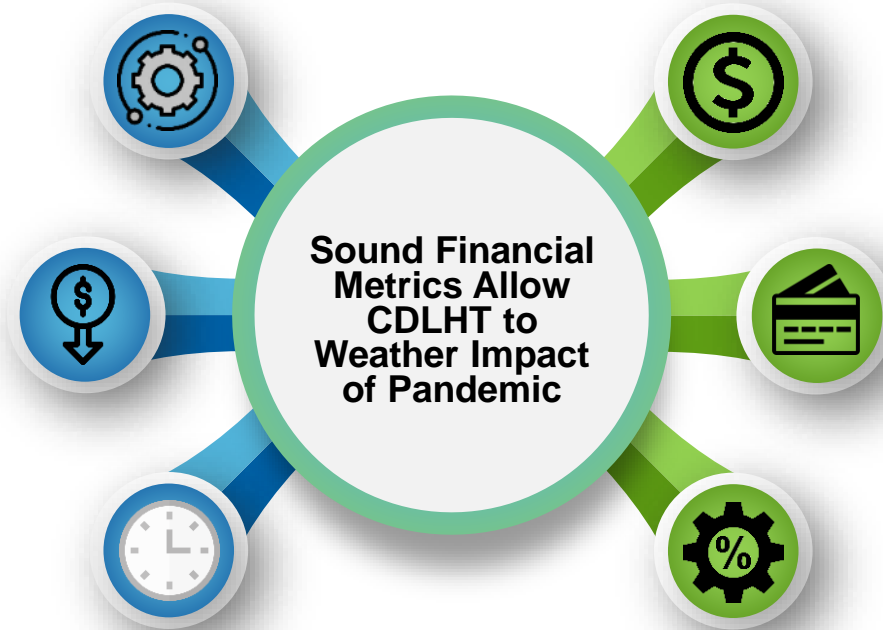 $
Sound Financial
Metrics Allow
CDLHT to
Weather Impact
of Pandemic
$
%